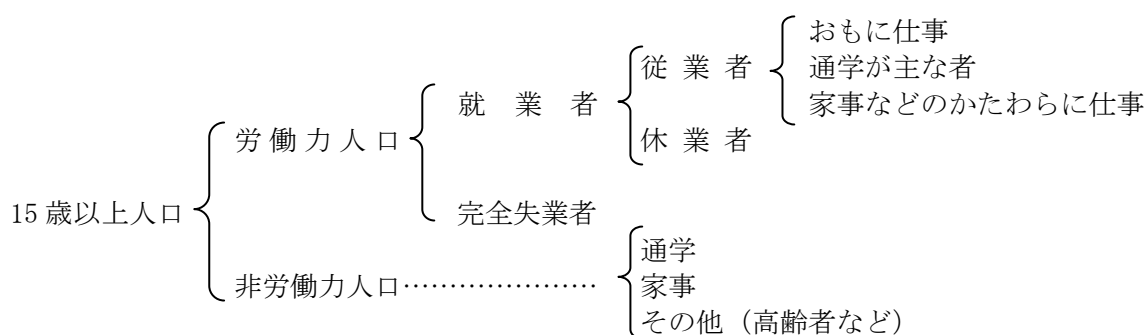 おもに仕事
従業者
通学が主な者
就業者
家事などのかたわらに仕事
労働力人口
休業者
15歳以上人口
完全失業者
通学
非労働力人口…………………
家事
その他（高齢者など）